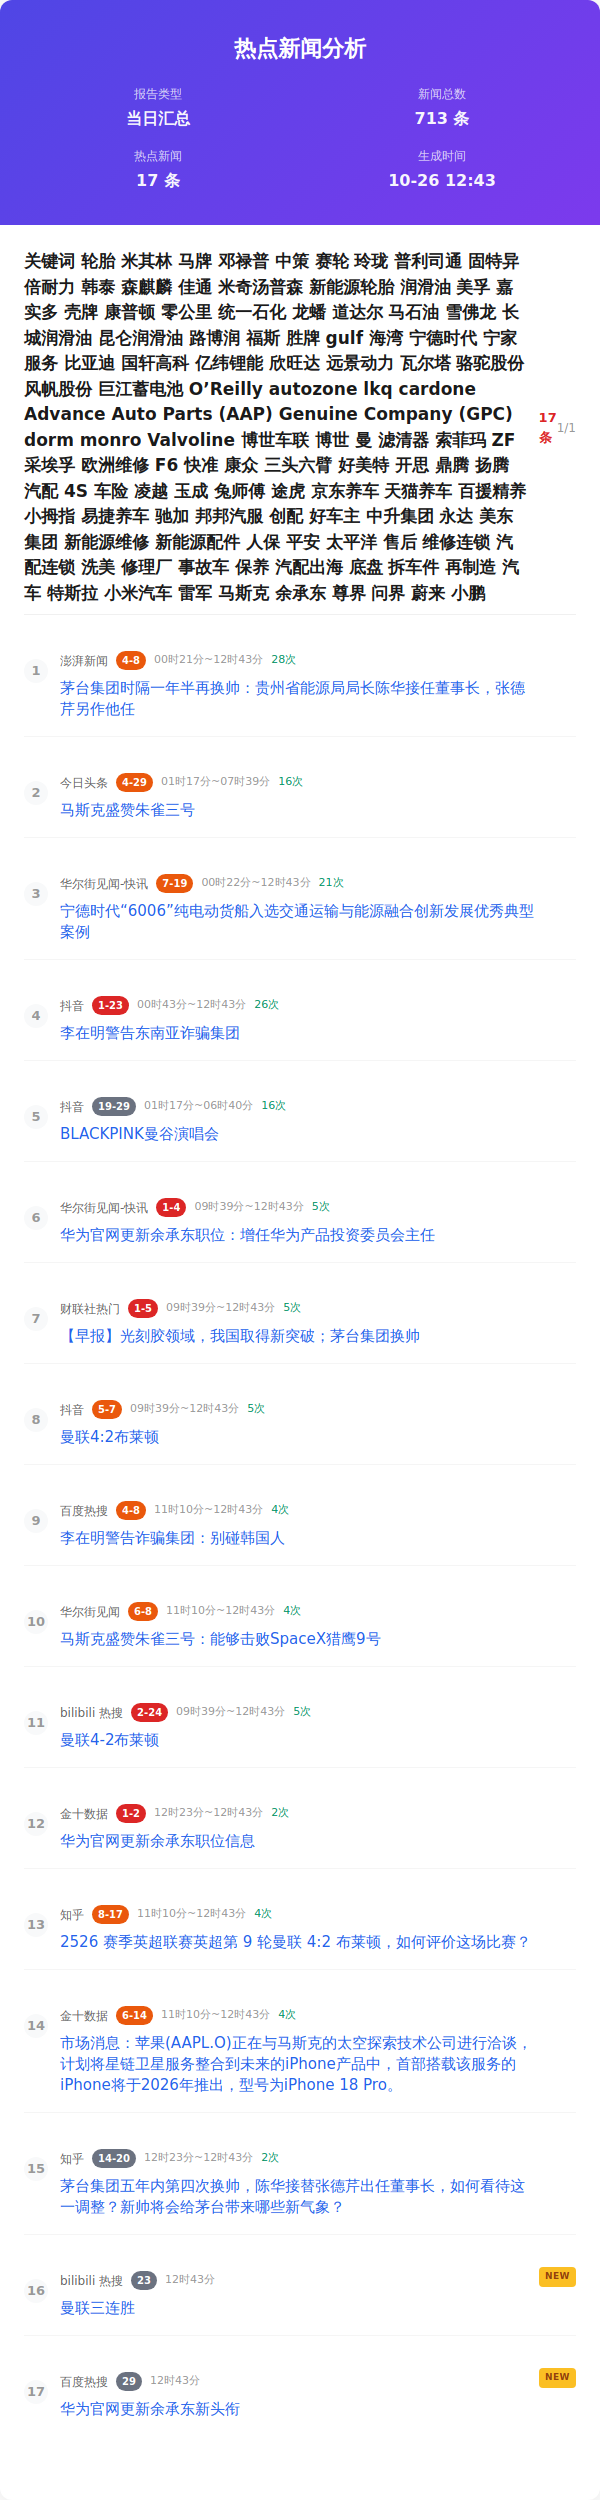 热点新闻分析
报告类型
当日汇总
新闻总数
713 条
热点新闻
17 条
生成时间
10-26 12:43
关键词 轮胎 米其林 马牌 邓禄普 中策 赛轮 玲珑 普利司通 固特异
倍耐力 韩泰 森麒麟 佳通 米奇汤普森 新能源轮胎 润滑油 美孚 嘉
实多 壳牌 康普顿 零公里 统一石化 龙蟠 道达尔 马石油 雪佛龙 长
城润滑油 昆仑润滑油 路博润 福斯 胜牌 gulf 海湾 宁德时代 宁家
服务 比亚迪 国轩高科 亿纬锂能 欣旺达 远景动力 瓦尔塔 骆驼股份
风帆股份 巨江蓄电池 O’Reilly autozone lkq cardone
Advance Auto Parts (AAP) Genuine Company (GPC)
dorm monro Valvoline 博世车联 博世 曼 滤清器 索菲玛 ZF
采埃孚 欧洲维修 F6 快准 康众 三头六臂 好美特 开思 鼎腾 扬腾
汽配 4S 车险 凌越 玉成 兔师傅 途虎 京东养车 天猫养车 百援精养
小拇指 易捷养车 驰加 邦邦汽服 创配 好车主 中升集团 永达 美东
集团 新能源维修 新能源配件 人保 平安 太平洋 售后 维修连锁 汽
配连锁 洗美 修理厂 事故车 保养 汽配出海 底盘 拆车件 再制造 汽
车 特斯拉 小米汽车 雷军 马斯克 余承东 尊界 问界 蔚来 小鹏
17
条
1/1
1
澎湃新闻 4-8 00时21分~12时43分 28次
茅台集团时隔一年半再换帅：贵州省能源局局长陈华接任董事长，张德
芹另作他任
2
今日头条 4-29 01时17分~07时39分 16次
马斯克盛赞朱雀三号
3
华尔街见闻-快讯 7-19 00时22分~12时43分 21次
宁德时代“6006”纯电动货船入选交通运输与能源融合创新发展优秀典型
案例
4
抖音 1-23 00时43分~12时43分 26次
李在明警告东南亚诈骗集团
5
抖音 19-29 01时17分~06时40分 16次
BLACKPINK曼谷演唱会
6
华尔街见闻-快讯 1-4 09时39分~12时43分 5次
华为官网更新余承东职位：增任华为产品投资委员会主任
7
财联社热门 1-5 09时39分~12时43分 5次
【早报】光刻胶领域，我国取得新突破；茅台集团换帅
8
抖音 5-7 09时39分~12时43分 5次
曼联4:2布莱顿
9
百度热搜 4-8 11时10分~12时43分 4次
李在明警告诈骗集团：别碰韩国人
10
华尔街见闻 6-8 11时10分~12时43分 4次
马斯克盛赞朱雀三号：能够击败SpaceX猎鹰9号
11
bilibili 热搜 2-24 09时39分~12时43分 5次
曼联4-2布莱顿
12
金十数据 1-2 12时23分~12时43分 2次
华为官网更新余承东职位信息
13
知乎 8-17 11时10分~12时43分 4次
2526 赛季英超联赛英超第 9 轮曼联 4:2 布莱顿，如何评价这场比赛？
14
金十数据 6-14 11时10分~12时43分 4次
市场消息：苹果(AAPL.O)正在与马斯克的太空探索技术公司进行洽谈，
计划将星链卫星服务整合到未来的iPhone产品中，首部搭载该服务的
iPhone将于2026年推出，型号为iPhone 18 Pro。
15
知乎 14-20 12时23分~12时43分 2次
茅台集团五年内第四次换帅，陈华接替张德芹出任董事长，如何看待这
一调整？新帅将会给茅台带来哪些新气象？
16
bilibili 热搜 23 12时43分
NEW
曼联三连胜
17
百度热搜 29 12时43分
NEW
华为官网更新余承东新头衔